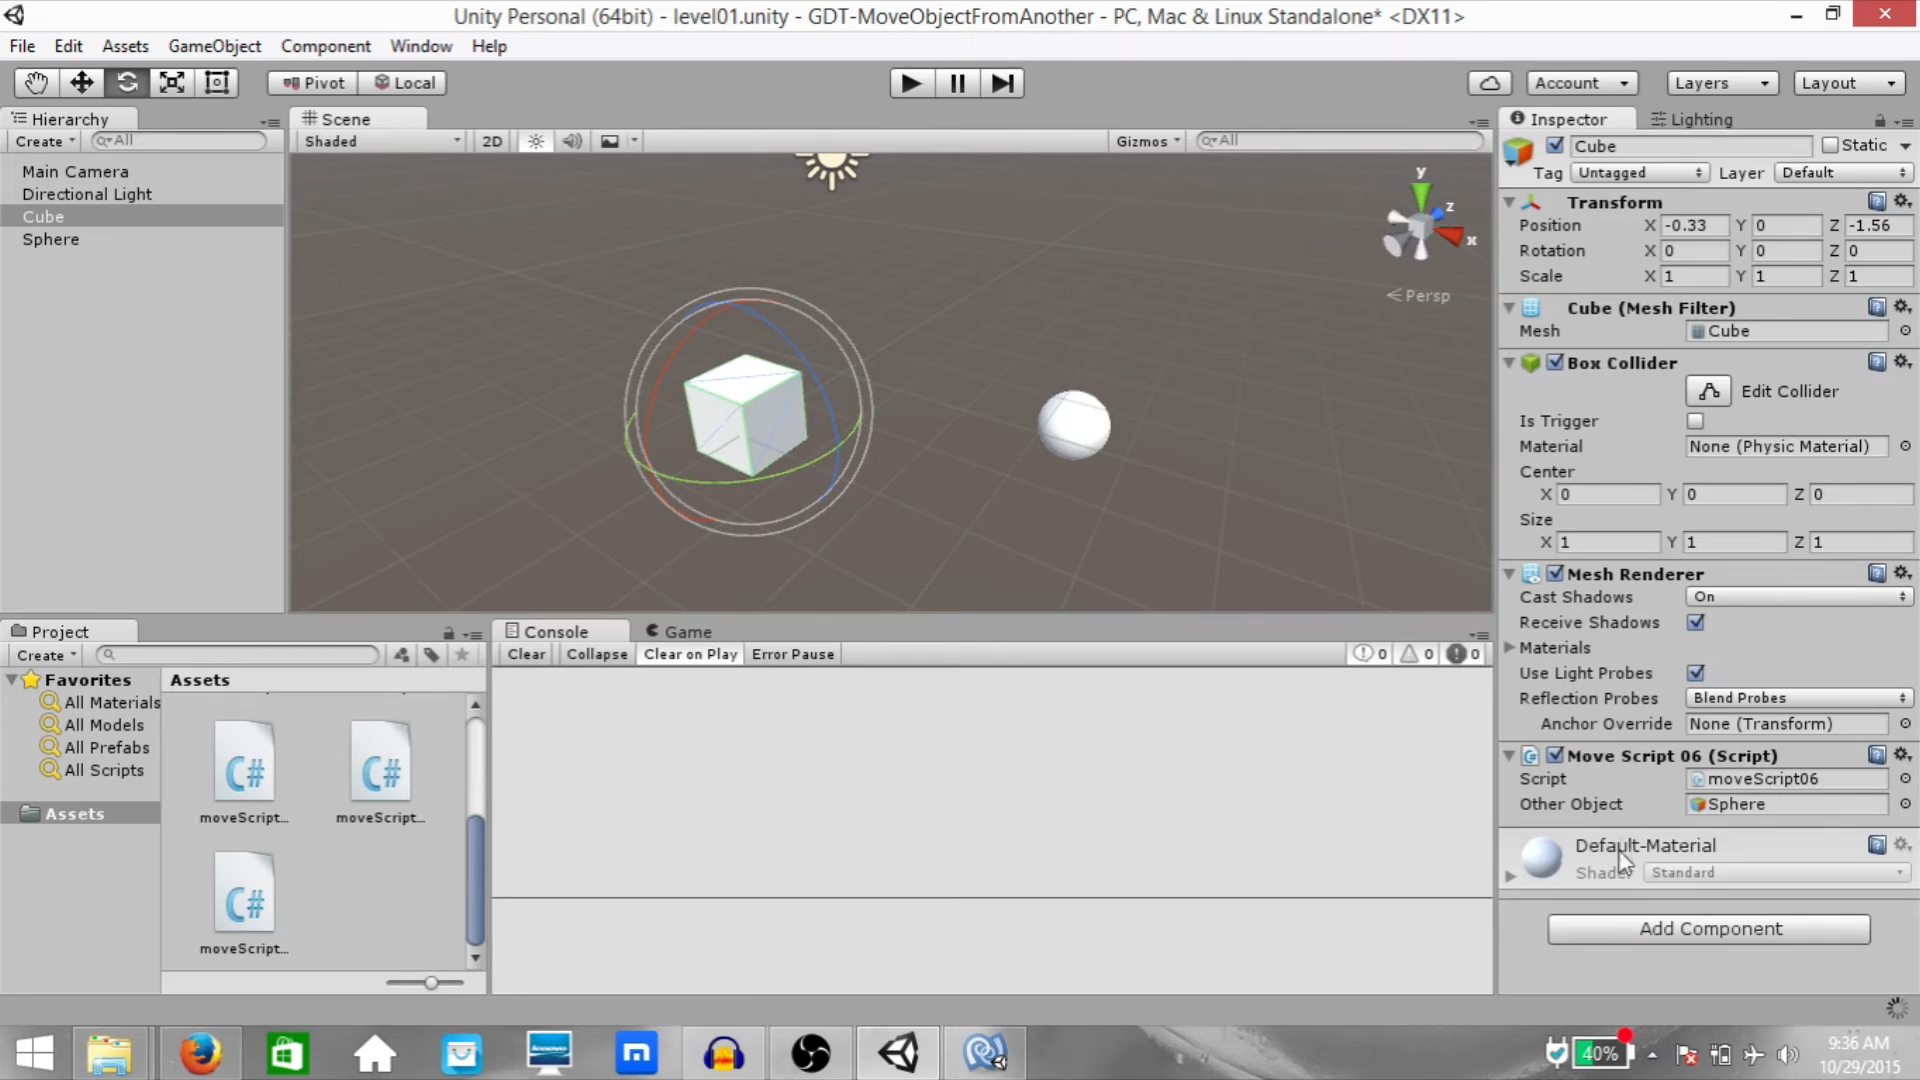 Unity Personal (64bit) - level01.unity - GDT-MoveObjectFromAnother - PC, Mac & Linux Standalone* <DX11>
File Edit Assets GameObject Component Window Help
Pivot Local
Account Layers Layout
Hierarchy
Create All
Main Camera
Directional Light
Cube
Sphere
Scene
Shaded 2D Gizmos All
y
z
x
Persp
Inspector Lighting
Cube Static
Tag Untagged Layer Default
Transform
Position X -0.33 Y 0 Z -1.56
Rotation X 0 Y 0 Z 0
Scale X 1 Y 1 Z 1
Cube (Mesh Filter)
Mesh Cube
Box Collider
Edit Collider
Is Trigger
Material None (Physic Material)
Center
X 0 Y 0 Z 0
Size
X 1 Y 1 Z 1
Mesh Renderer
Cast Shadows On
Receive Shadows
Materials
Use Light Probes
Reflection Probes Blend Probes
Anchor Override None (Transform)
Move Script 06 (Script)
Script moveScript06
Other Object Sphere
Default-Material
Shader Standard
Add Component
Project
Create
Favorites
All Materials
All Models
All Prefabs
All Scripts
Assets
Assets
C# C#
moveScript... moveScript...
C#
moveScript...
Console Game
Clear Collapse Clear on Play Error Pause 0 0 0
lenovo
m
40%
9:36 AM
10/29/2015